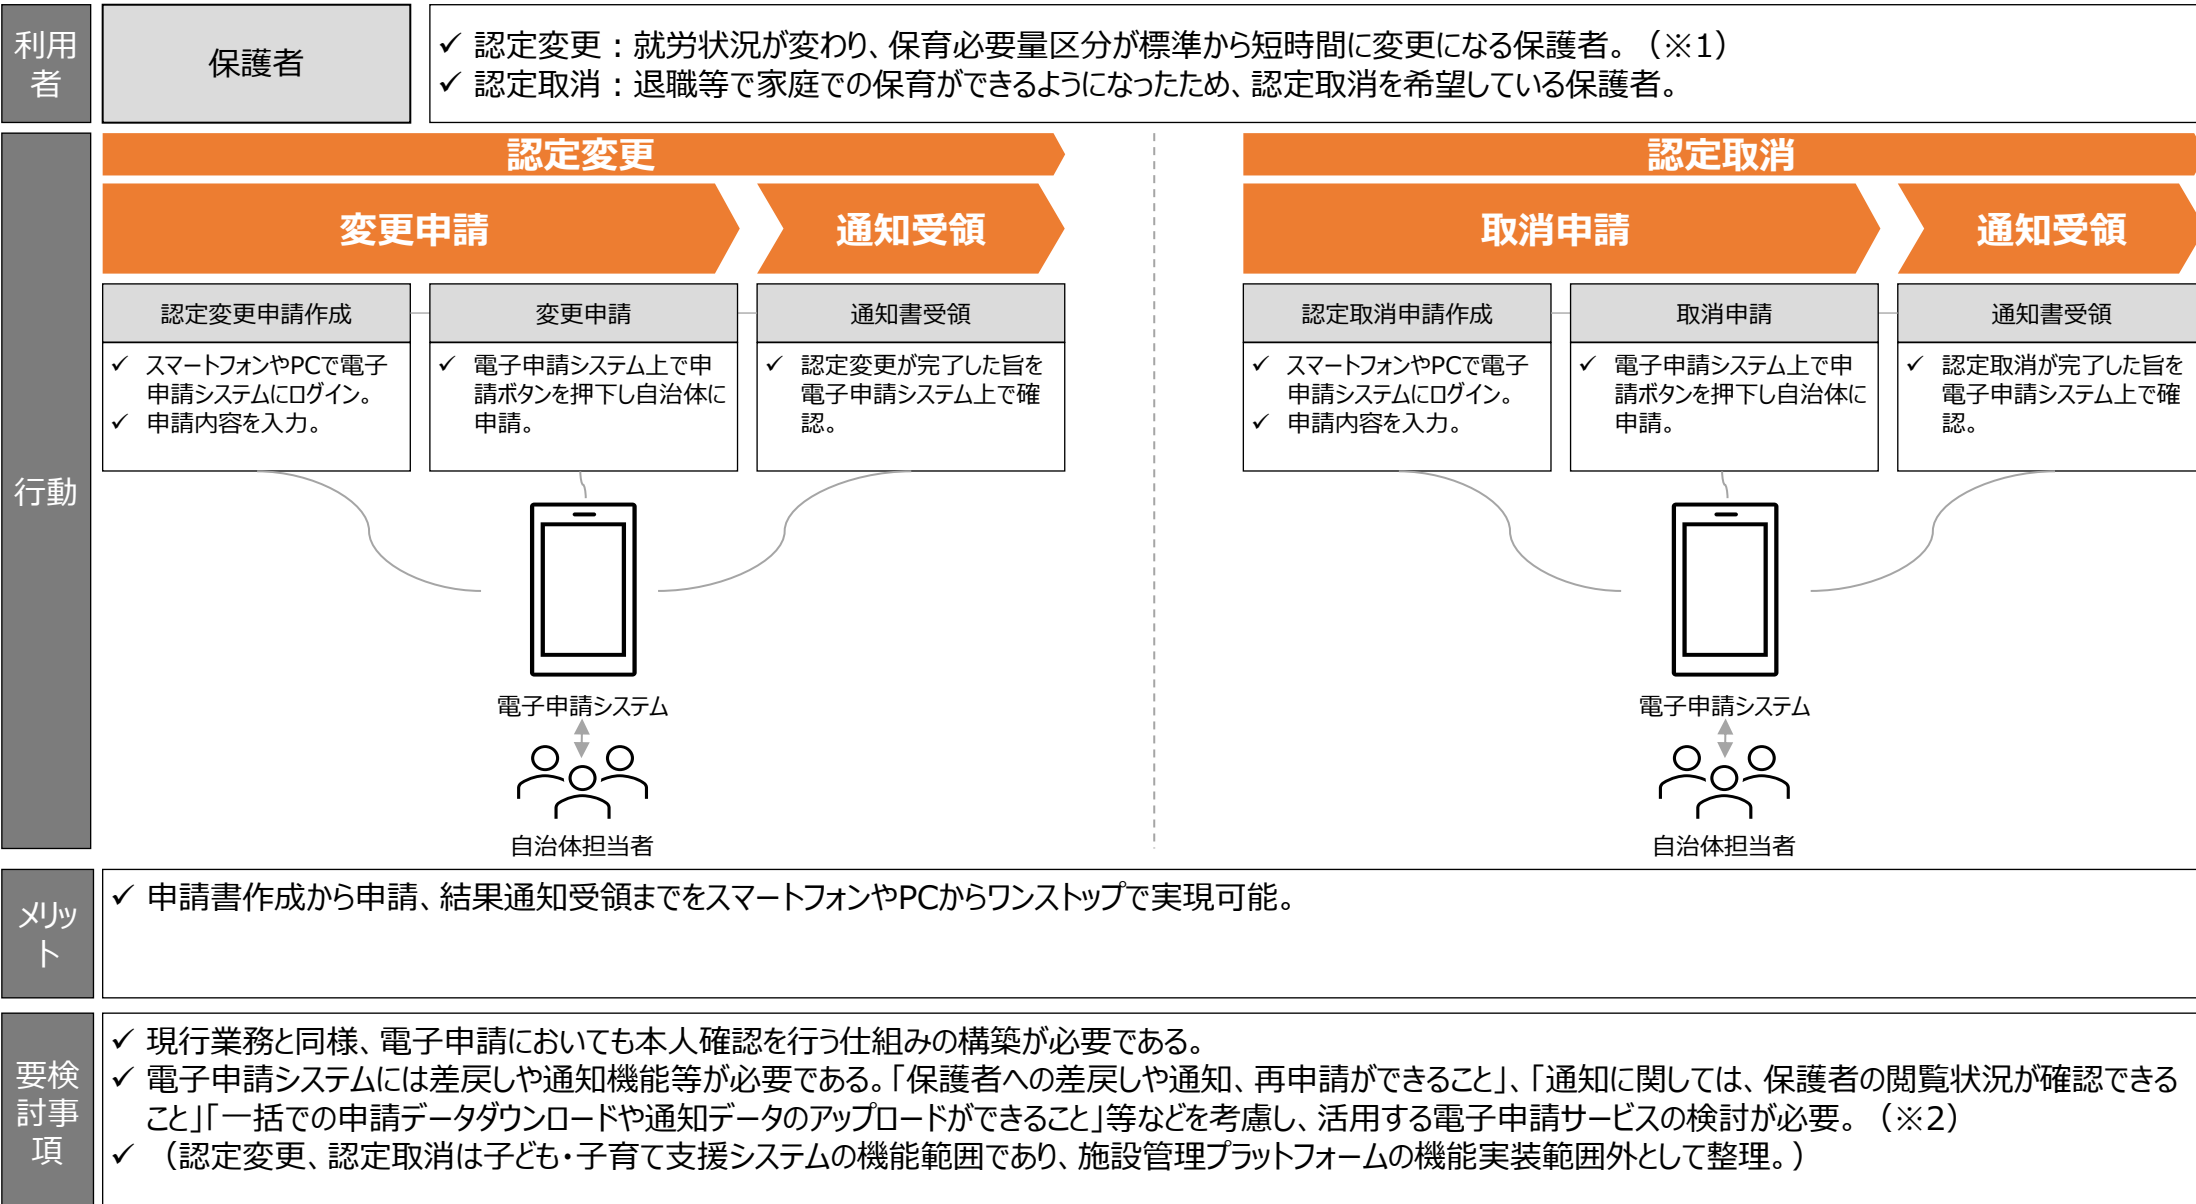 利用
者
保護者
✓ 認定変更：就労状況が変わり、保育必要量区分が標準から短時間に変更になる保護者。（※1）
✓ 認定取消：退職等で家庭での保育ができるようになったため、認定取消を希望している保護者。
行動
認定変更
変更申請
通知受領
認定変更申請作成
✓ スマートフォンやPCで電子
申請システムにログイン。
✓ 申請内容を入力。
変更申請
✓ 電子申請システム上で申
請ボタンを押下し自治体に
申請。
通知書受領
✓ 認定変更が完了した旨を
電子申請システム上で確
認。
電子申請システム
自治体担当者
認定取消
取消申請
通知受領
認定取消申請作成
✓ スマートフォンやPCで電子
申請システムにログイン。
✓ 申請内容を入力。
取消申請
✓ 電子申請システム上で申
請ボタンを押下し自治体に
申請。
通知書受領
✓ 認定取消が完了した旨を
電子申請システム上で確
認。
電子申請システム
自治体担当者
メリッ
ト
✓ 申請書作成から申請、結果通知受領までをスマートフォンやPCからワンストップで実現可能。
要検
討事
項
✓ 現行業務と同様、電子申請においても本人確認を行う仕組みの構築が必要である。
✓ 電子申請システムには差戻しや通知機能等が必要である。「保護者への差戻しや通知、再申請ができること」、「通知に関しては、保護者の閲覧状況が確認できる
こと」「一括での申請データダウンロードや通知データのアップロードができること」等などを考慮し、活用する電子申請サービスの検討が必要。（※2）
✓ （認定変更、認定取消は子ども・子育て支援システムの機能範囲であり、施設管理プラットフォームの機能実装範囲外として整理。）